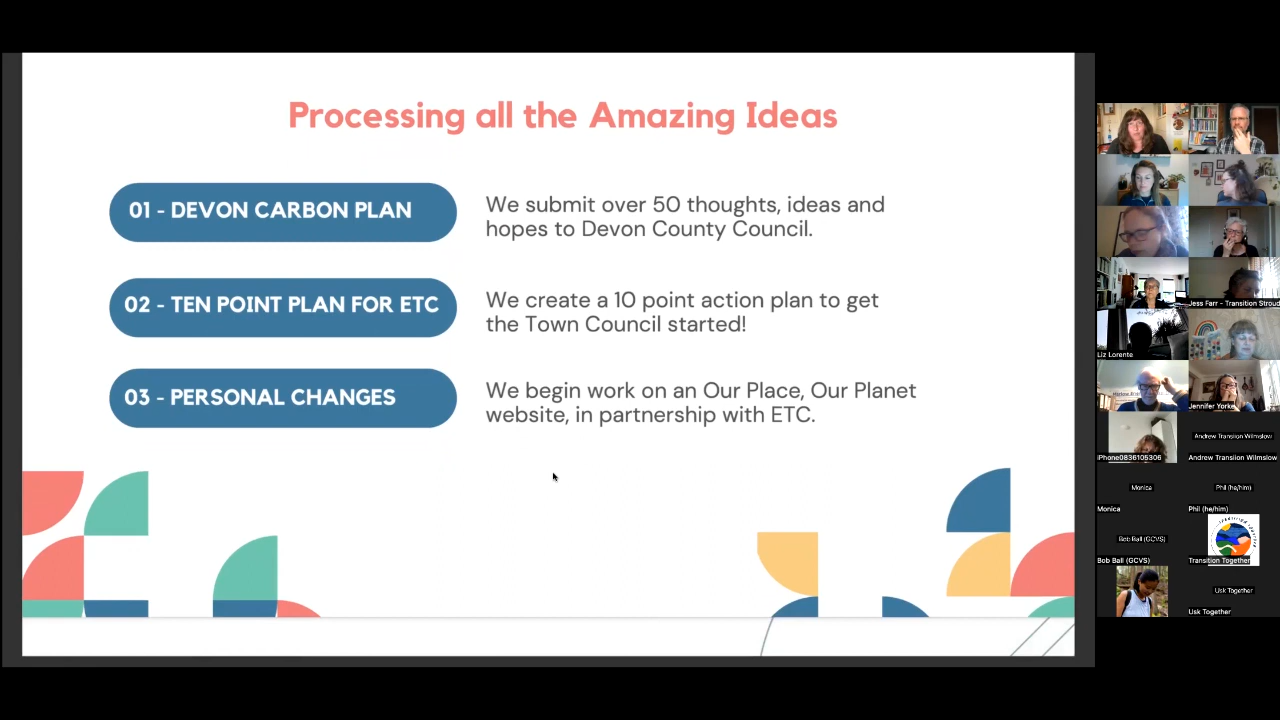 Processing all the Amazing Ideas
01 - DEVON CARBON PLAN
We submit over 50 thoughts, ideas and
hopes to Devon County Council.
02 - TEN POINT PLAN FOR ETC
We create a 10 point action plan to get
the Town Council started!
03 - PERSONAL CHANGES
We begin work on an Our Place, Our Planet
website, in partnership with ETC.
Jess Farr - Transition Stroud
Liz Lorente
Jennifer Yorke
iPhone0836105306
Andrew Transiion Wilmslow
Andrew Transiion Wilmslow
Monica
Phil (he/him)
Monica
Phil (he/him)
Bob Ball (GCVS)
Bob Ball (GCVS)
Transition Together
Usk Together
Usk Together